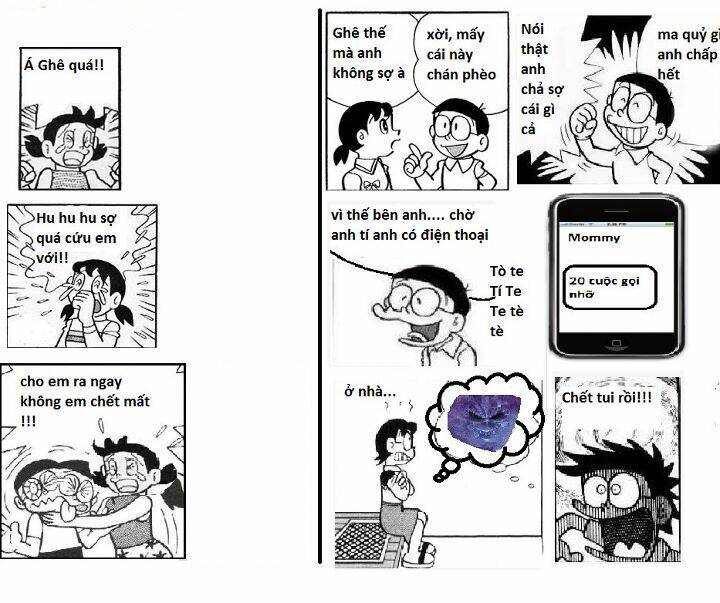 Á Ghê quá!!
Hu hu hu sợ
quá cứu em
với!!
cho em ra ngay
không em chết mất
!!!
Ghê thế
mà anh
không sợ à
xời, mấy
cái này
chán phèo
Nói
thật
anh
chả sợ
cái gì
cả
ma quỷ gì
anh chấp
hết
vì thế bên anh.... chờ
anh tí anh có điện thoại
Tò te
Tí Te
Te tè
tè
Mommy
20 cuộc gọi
nhỡ
ở nhà...
Chết tui rồi!!!